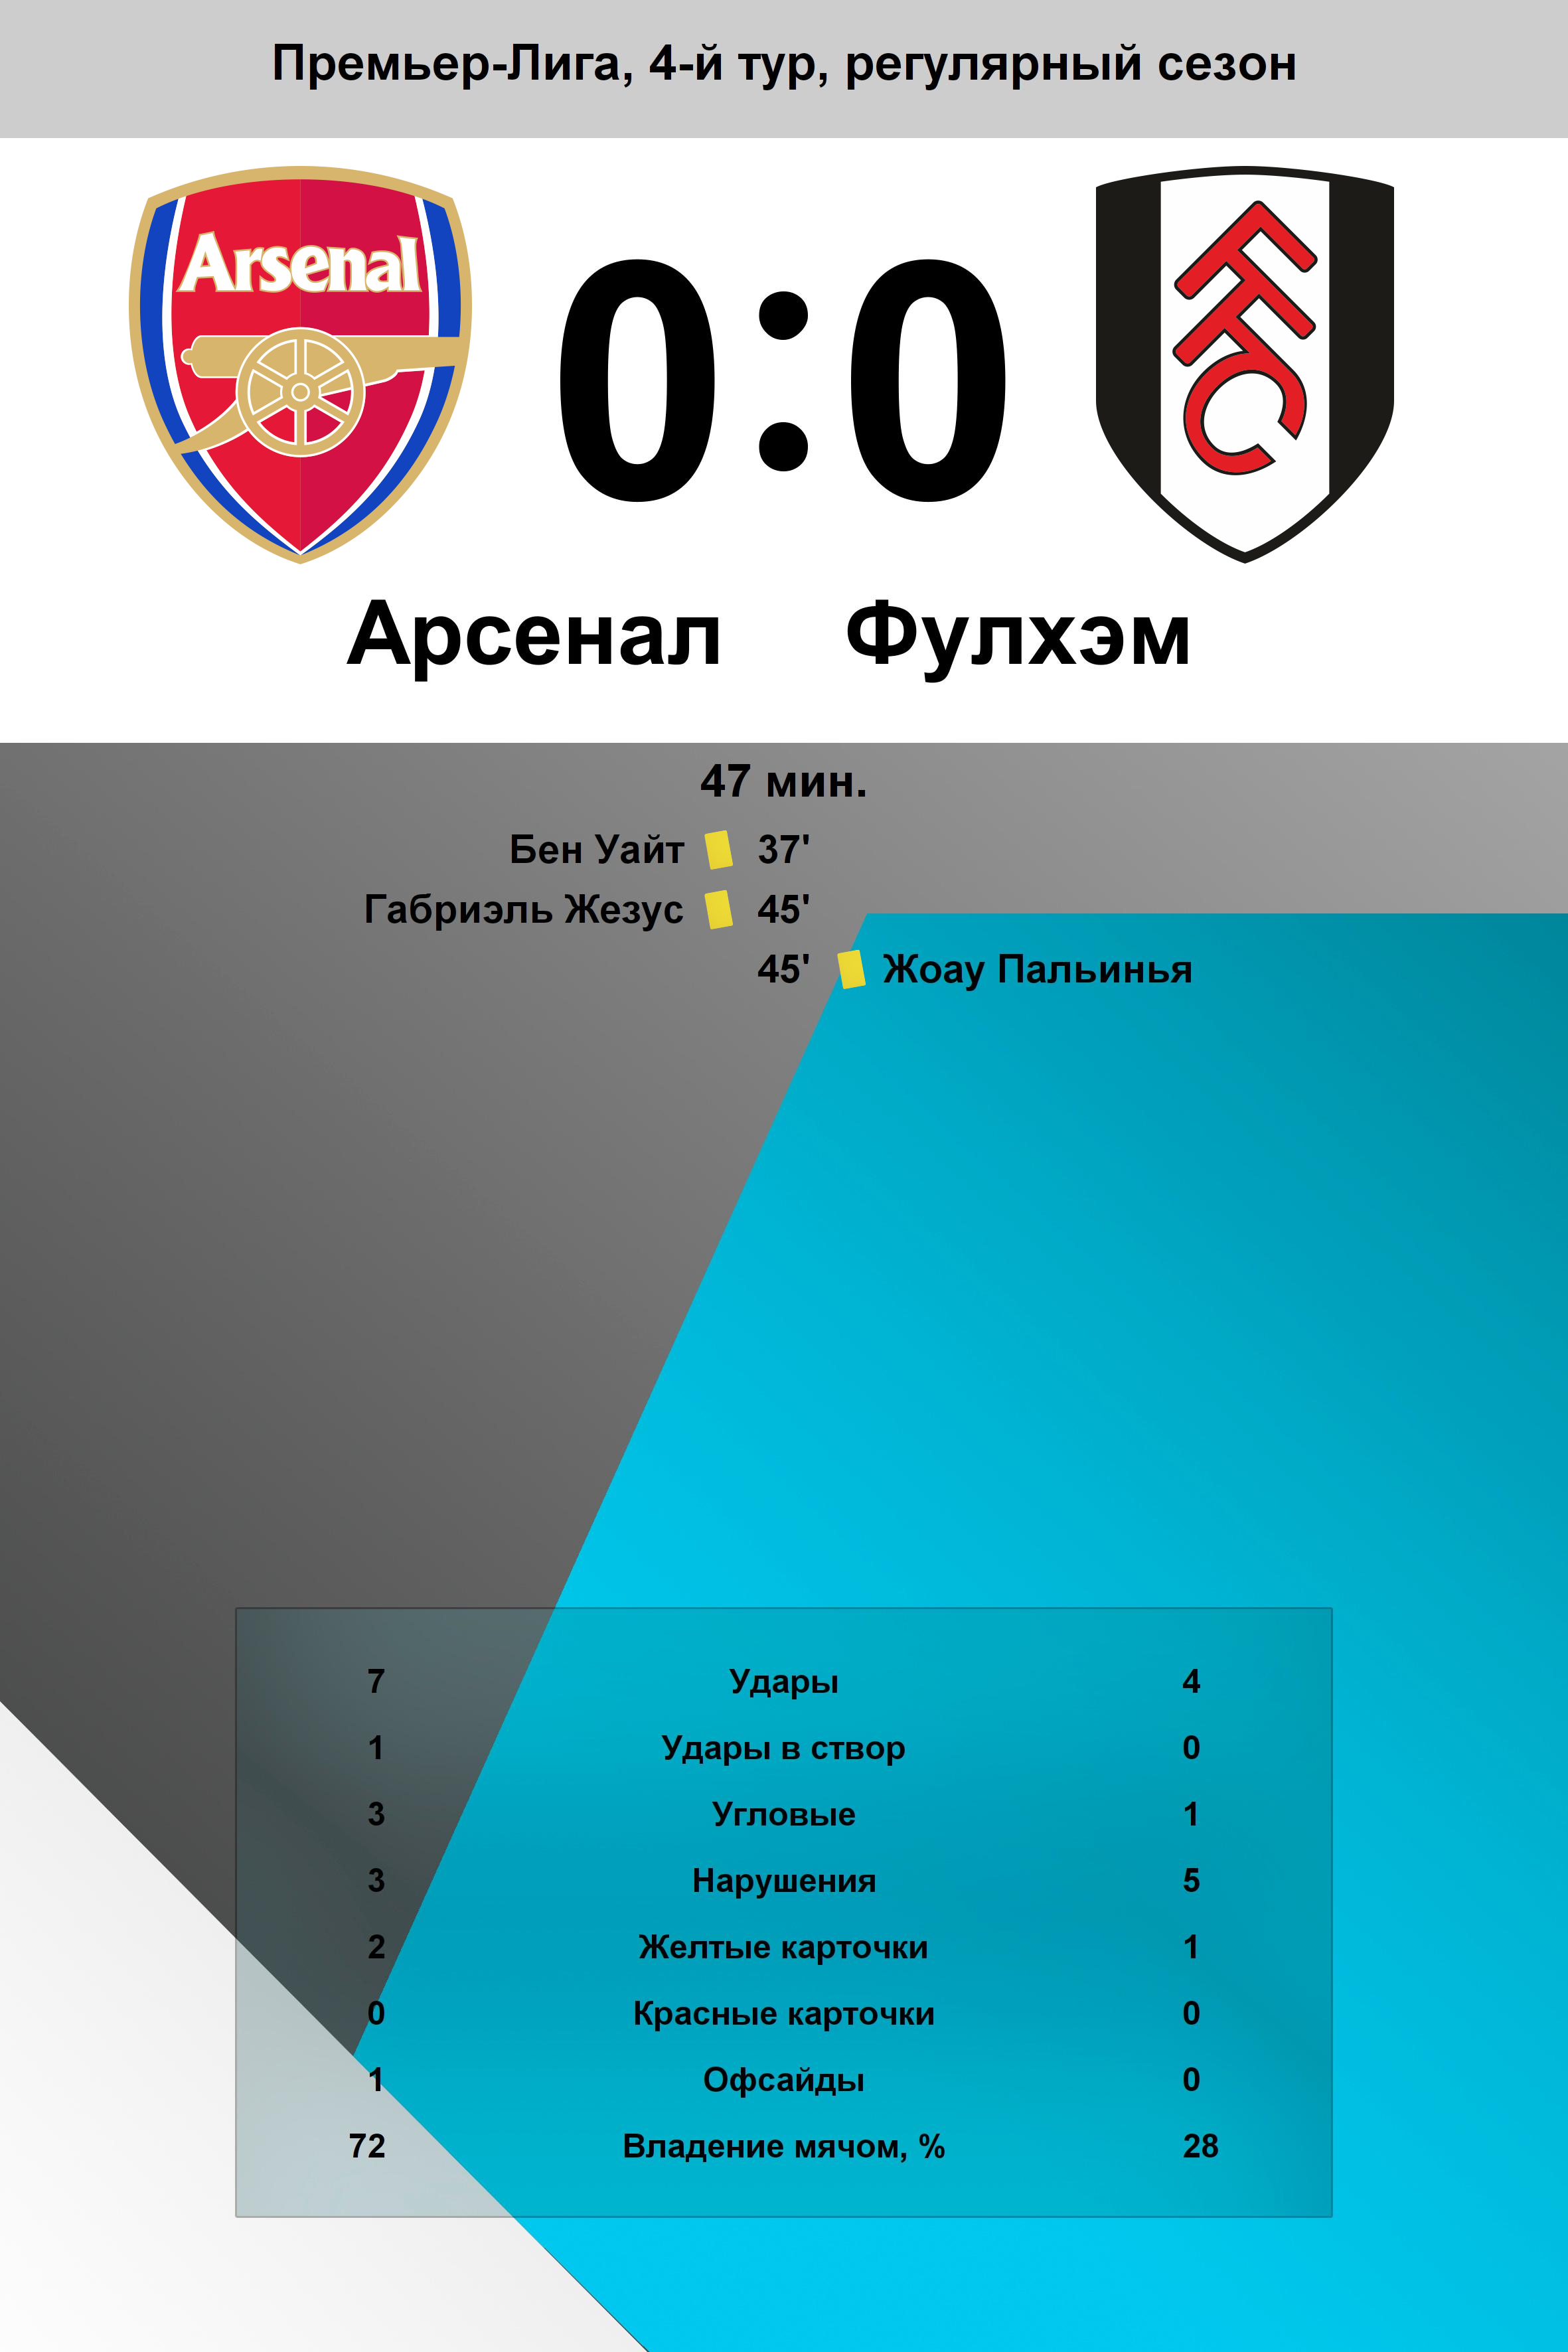 Премьер-Лига, 4-й тур, регулярный сезон
Arsenal
0:0
FFC
Арсенал Фулхэм
47 мин.
Бен Уайт 37'
Габриэль Жезус 45'
45' Жоау Пальинья
7 Удары 4
1 Удары в створ 0
3 Угловые 1
3 Нарушения 5
2 Желтые карточки 1
0 Красные карточки 0
1 Офсайды 0
72 Владение мячом, % 28